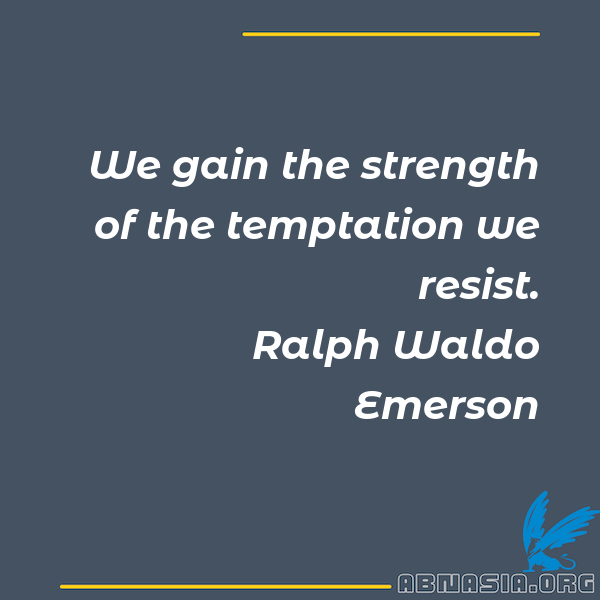 We gain the strength
of the temptation we
resist.
Ralph Waldo
Emerson
ABNASIA.ORG